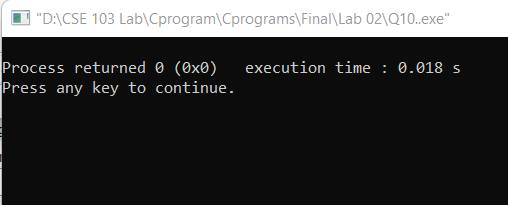 "D:\CSE 103 Lab\Cprogram\Cprograms\Final\Lab 02\Q10..exe"
Process returned 0 (0x0)   execution time : 0.018 s
Press any key to continue.